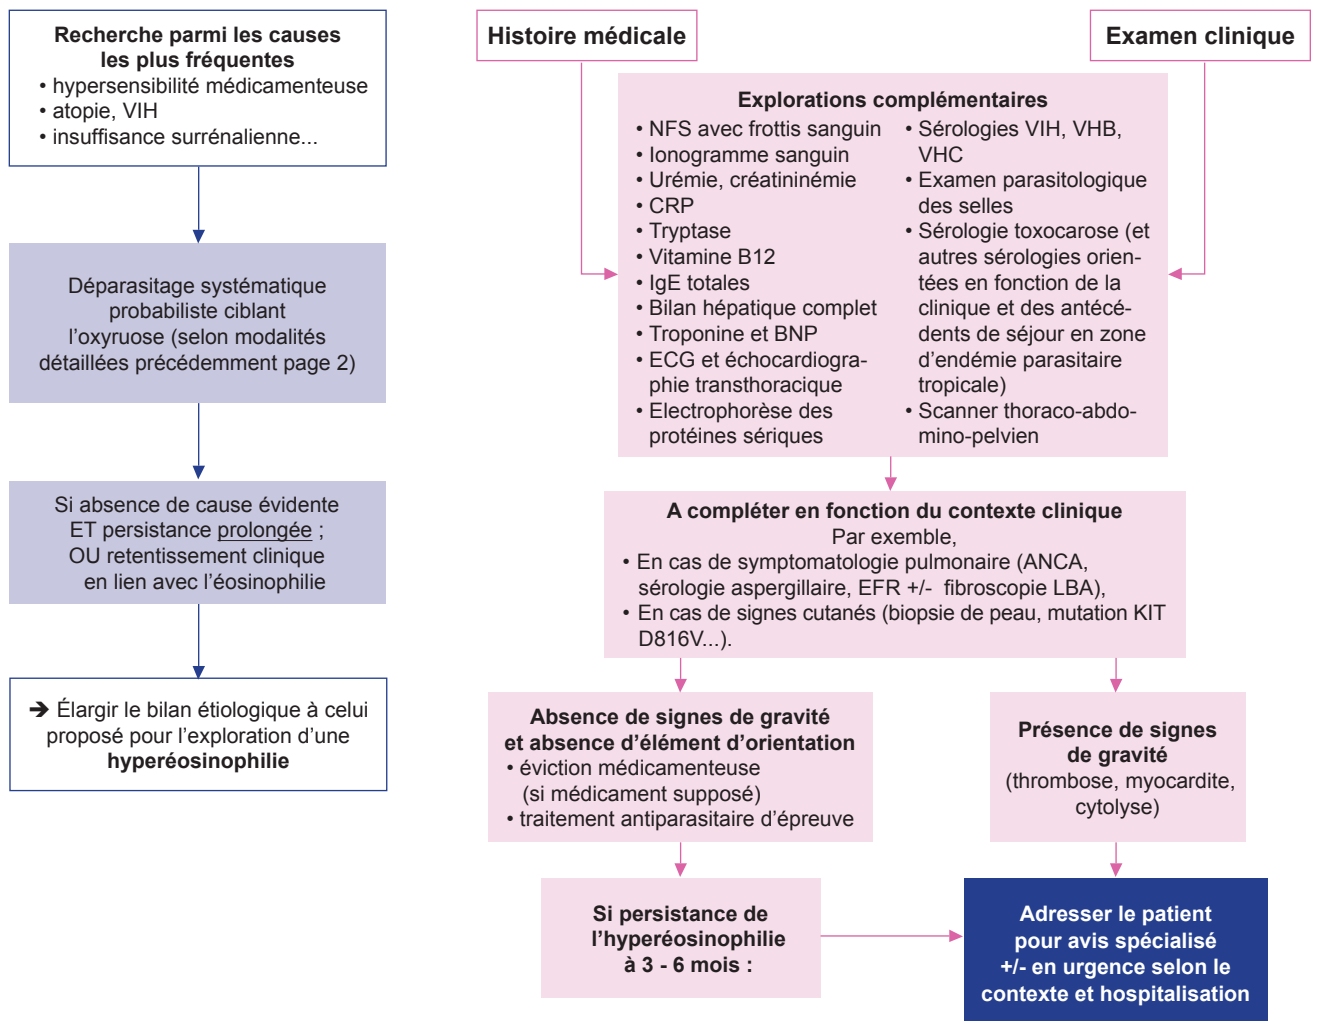 Recherche parmi les causes
les plus fréquentes
• hypersensibilité médicamenteuse
• atopie, VIH
• insuffisance surrénalienne...
Déparasitage systématique
probabiliste ciblant
l’oxyruose (selon modalités
détaillées précédemment page 2)
Si absence de cause évidente
ET persistance prolongée ;
OU retentissement clinique
en lien avec l’éosinophilie
➔ Élargir le bilan étiologique à celui
proposé pour l’exploration d’une
hyperéosinophilie
Histoire médicale
Examen clinique
Explorations complémentaires
• NFS avec frottis sanguin
• Ionogramme sanguin
• Urémie, créatininémie
• CRP
• Tryptase
• Vitamine B12
• IgE totales
• Bilan hépatique complet
• Troponine et BNP
• ECG et échocardiogra-
phie transthoracique
• Electrophorèse des
protéines sériques
• Sérologies VIH, VHB,
VHC
• Examen parasitologique
des selles
• Sérologie toxocarose (et
autres sérologies orien-
tées en fonction de la
clinique et des antécé-
dents de séjour en zone
d’endémie parasitaire
tropicale)
• Scanner thoraco-abdo-
mino-pelvien
A compléter en fonction du contexte clinique
Par exemple,
• En cas de symptomatologie pulmonaire (ANCA,
sérologie aspergillaire, EFR +/- fibroscopie LBA),
• En cas de signes cutanés (biopsie de peau, mutation KIT
D816V...).
Absence de signes de gravité
et absence d’élément d’orientation
• éviction médicamenteuse
(si médicament supposé)
• traitement antiparasitaire d’épreuve
Présence de signes
de gravité
(thrombose, myocardite,
cytolyse)
Si persistance de
l’hyperéosinophilie
à 3 - 6 mois :
Adresser le patient
pour avis spécialisé
+/- en urgence selon le
contexte et hospitalisation